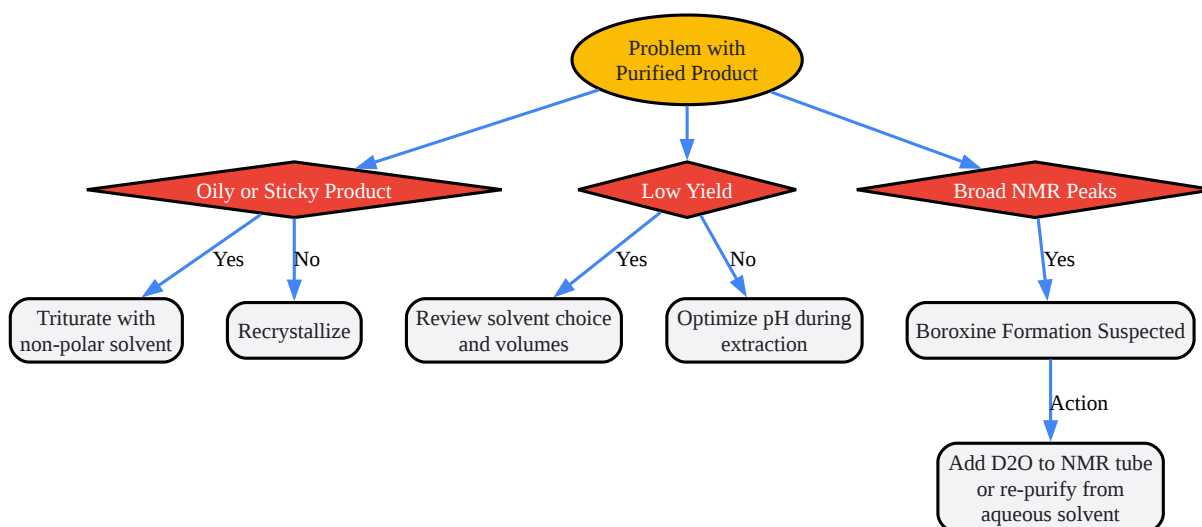 Problem with
Purified Product
Oily or Sticky Product
Low Yield
Broad NMR Peaks
Yes
No
Yes
No
Yes
Triturate with
non-polar solvent
Recrystallize
Review solvent choice
and volumes
Optimize pH during
extraction
Boroxine Formation Suspected
Action
Add D2O to NMR tube
or re-purify from
aqueous solvent